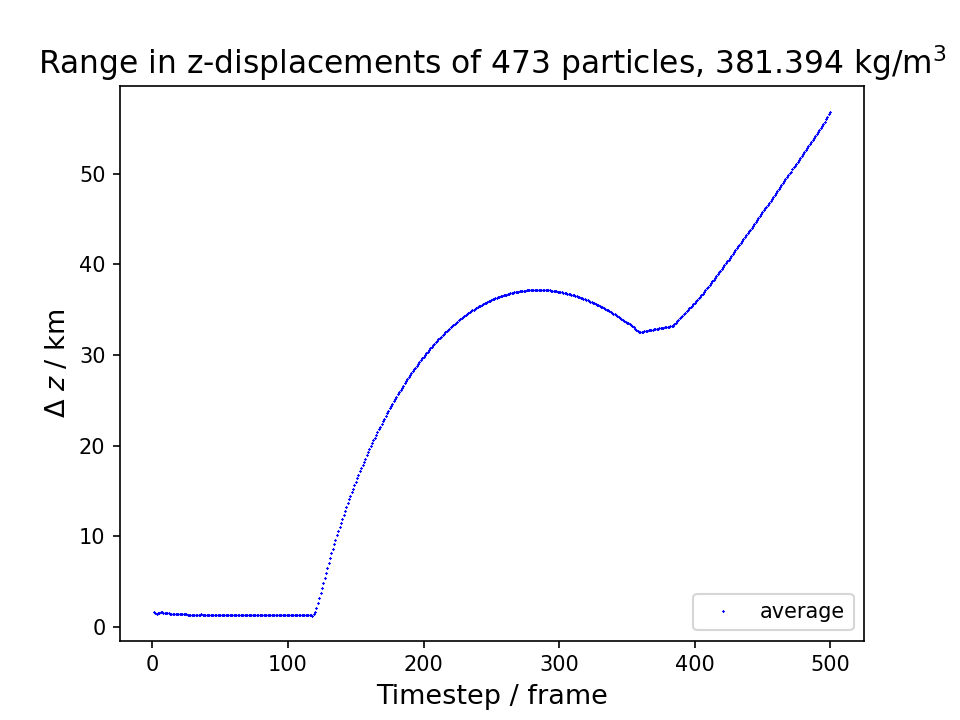 Range in z-displacements of 473 particles, 381.394 kg/m³
50
40
30
20
10
0
Δ z / km
average
0 100 200 300 400 500
Timestep / frame